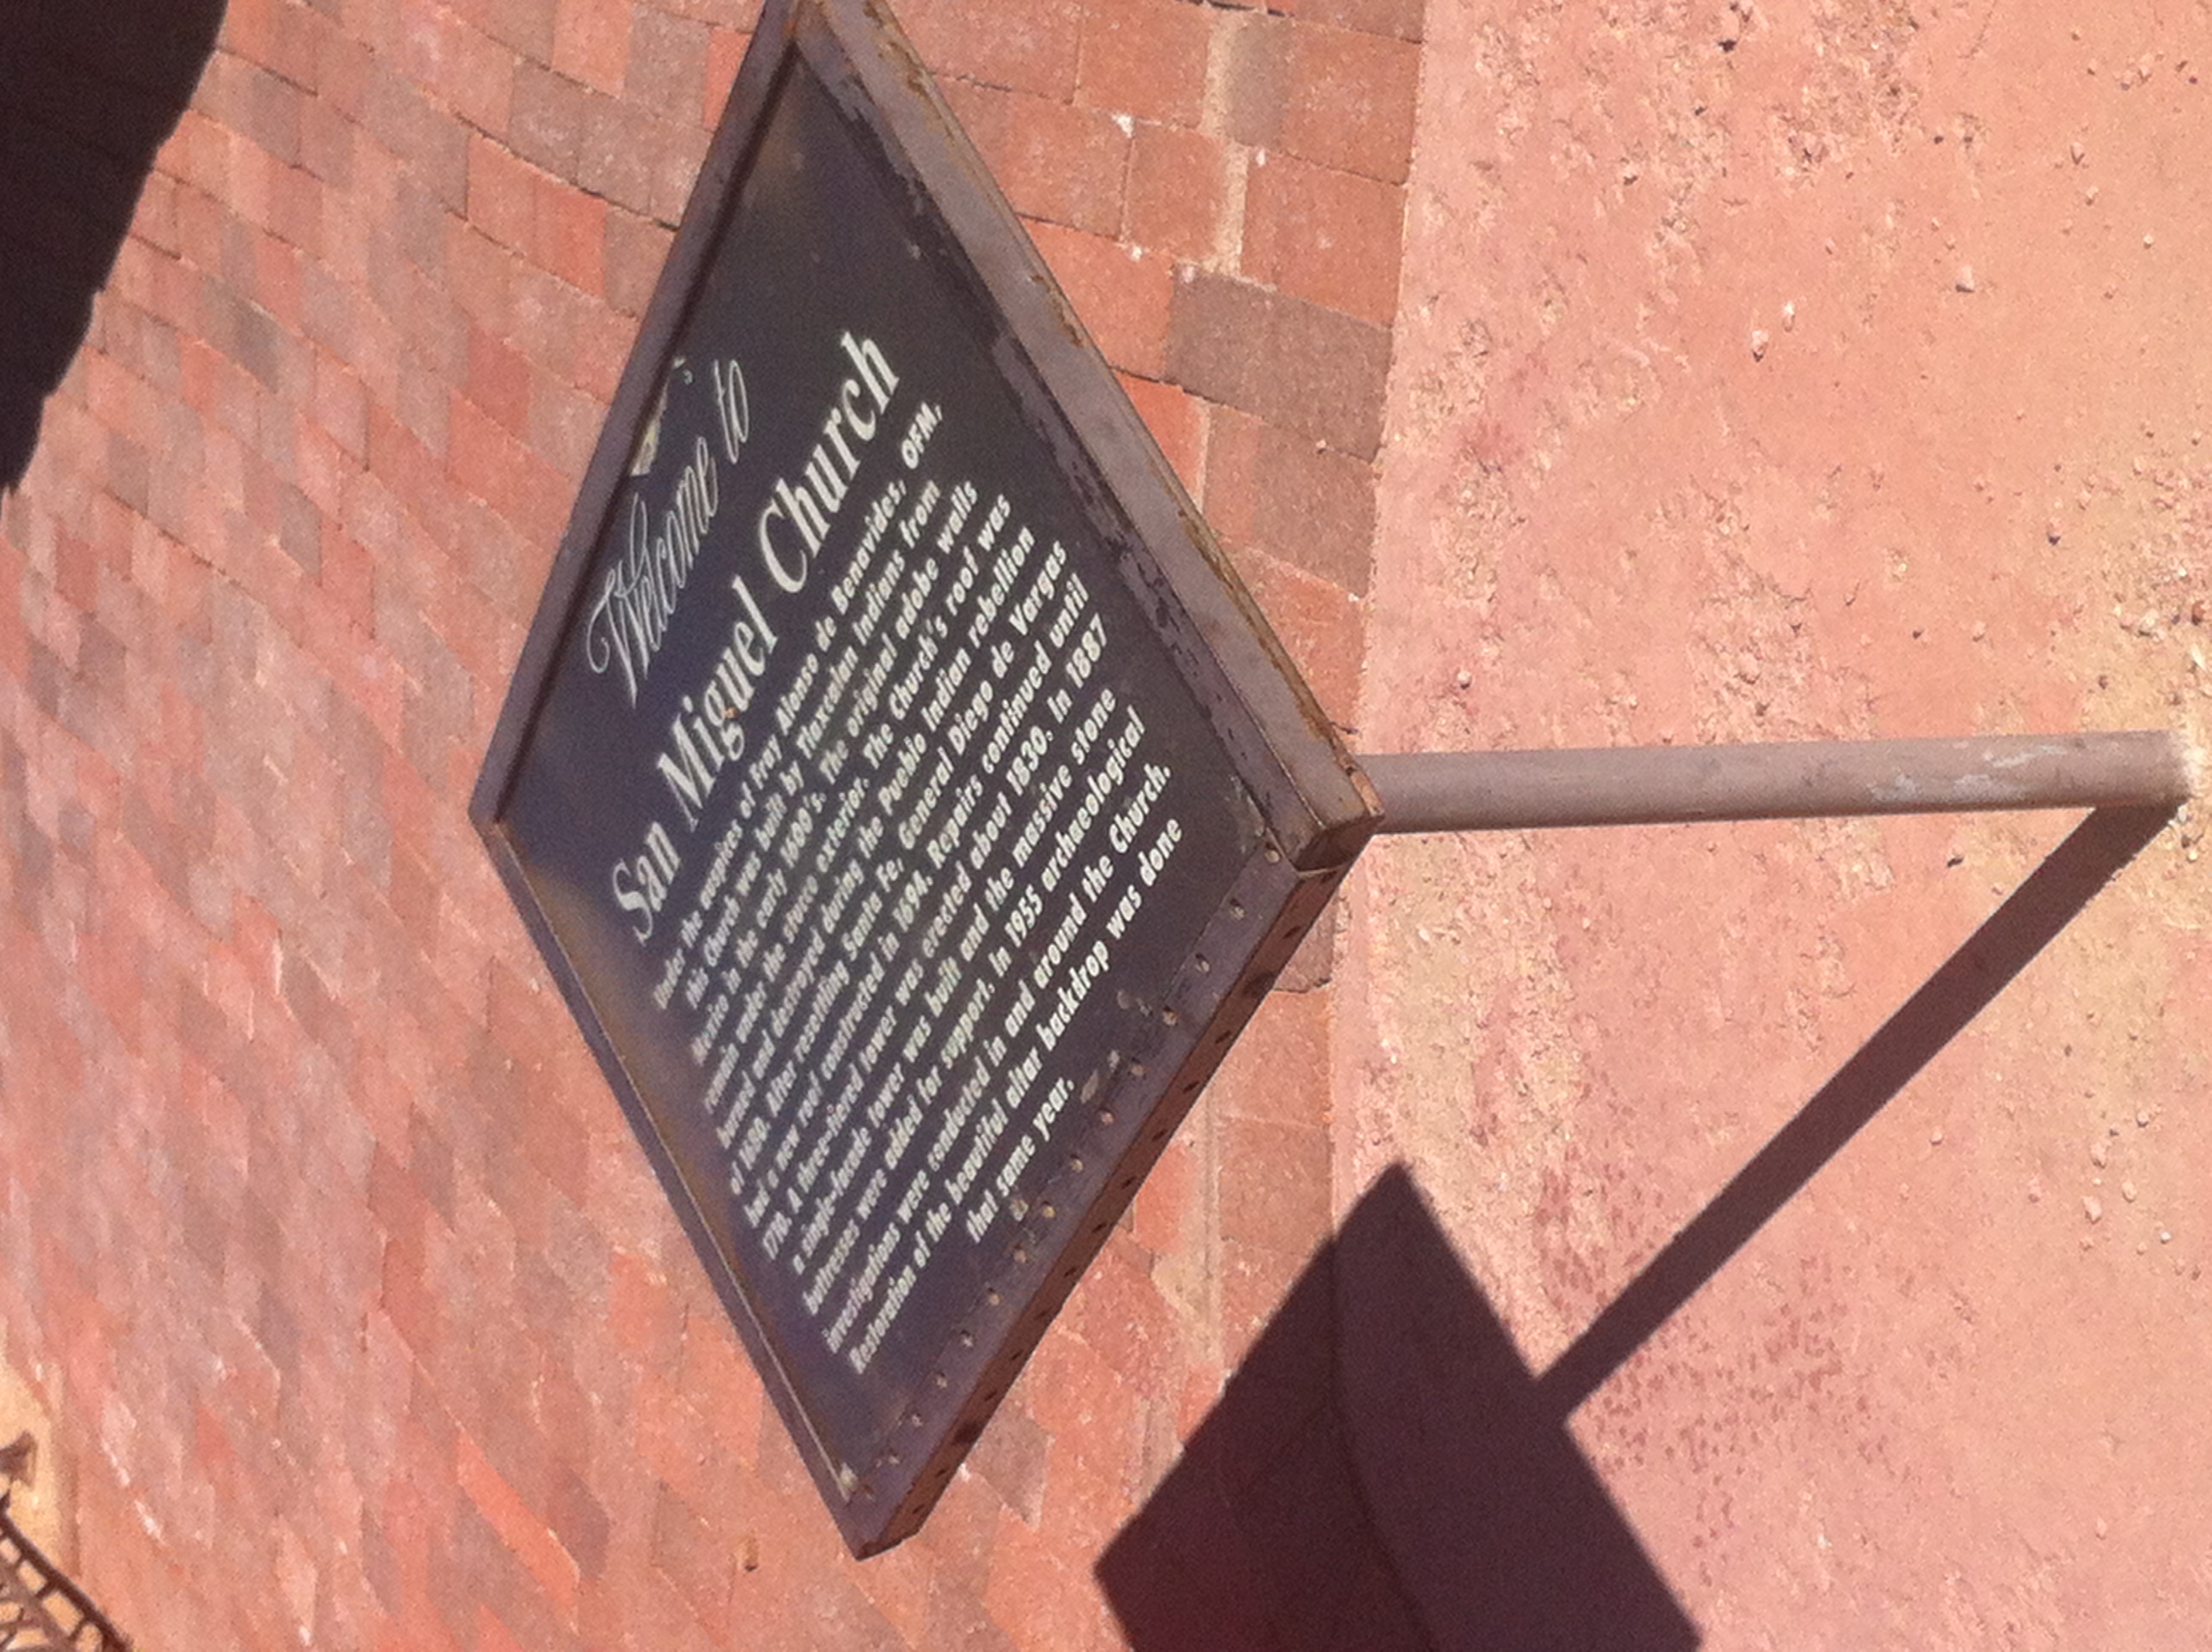 Welcome to
San Miguel Church
Under the auspices of Fray Alonso de Benavides, OFM,
this Church was built by Tlaxcalan Indians from
Mexico in the early 1600's. The original adobe walls
remain under the stucco exterior. The Church's roof was
burned and destroyed during the Pueblo Indian rebellion
of 1680. After resettling Santa Fe, General Diego de Vargas
had a new roof constructed in 1694. Repairs continued until
1710. A three-tiered tower was erected about 1830. In 1887
a single-facade tower was built and the massive stone
buttresses were added for support. In 1955 archaeological
investigations were conducted in and around the Church.
Restoration of the beautiful altar backdrop was done
that same year.